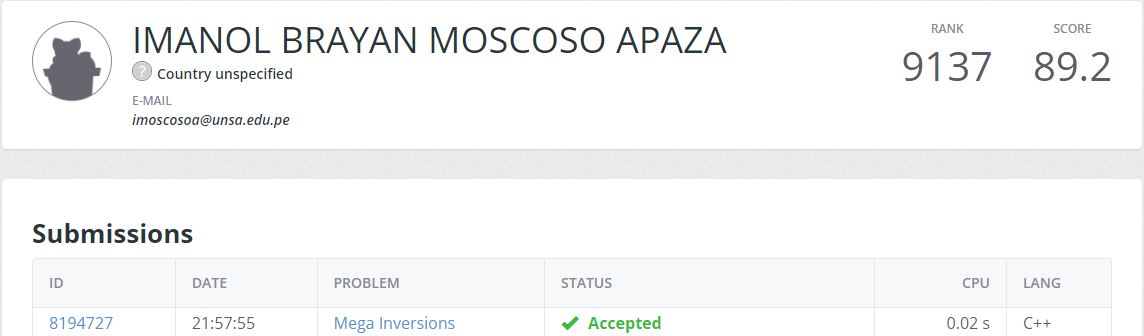 IMANOL BRAYAN MOSCOSO APAZA
? Country unspecified
E-MAIL
imoscosoa@unsa.edu.pe
RANK SCORE
9137 89.2
Submissions
ID DATE PROBLEM STATUS CPU LANG
8194727 21:57:55 Mega Inversions Accepted 0.02 s C++